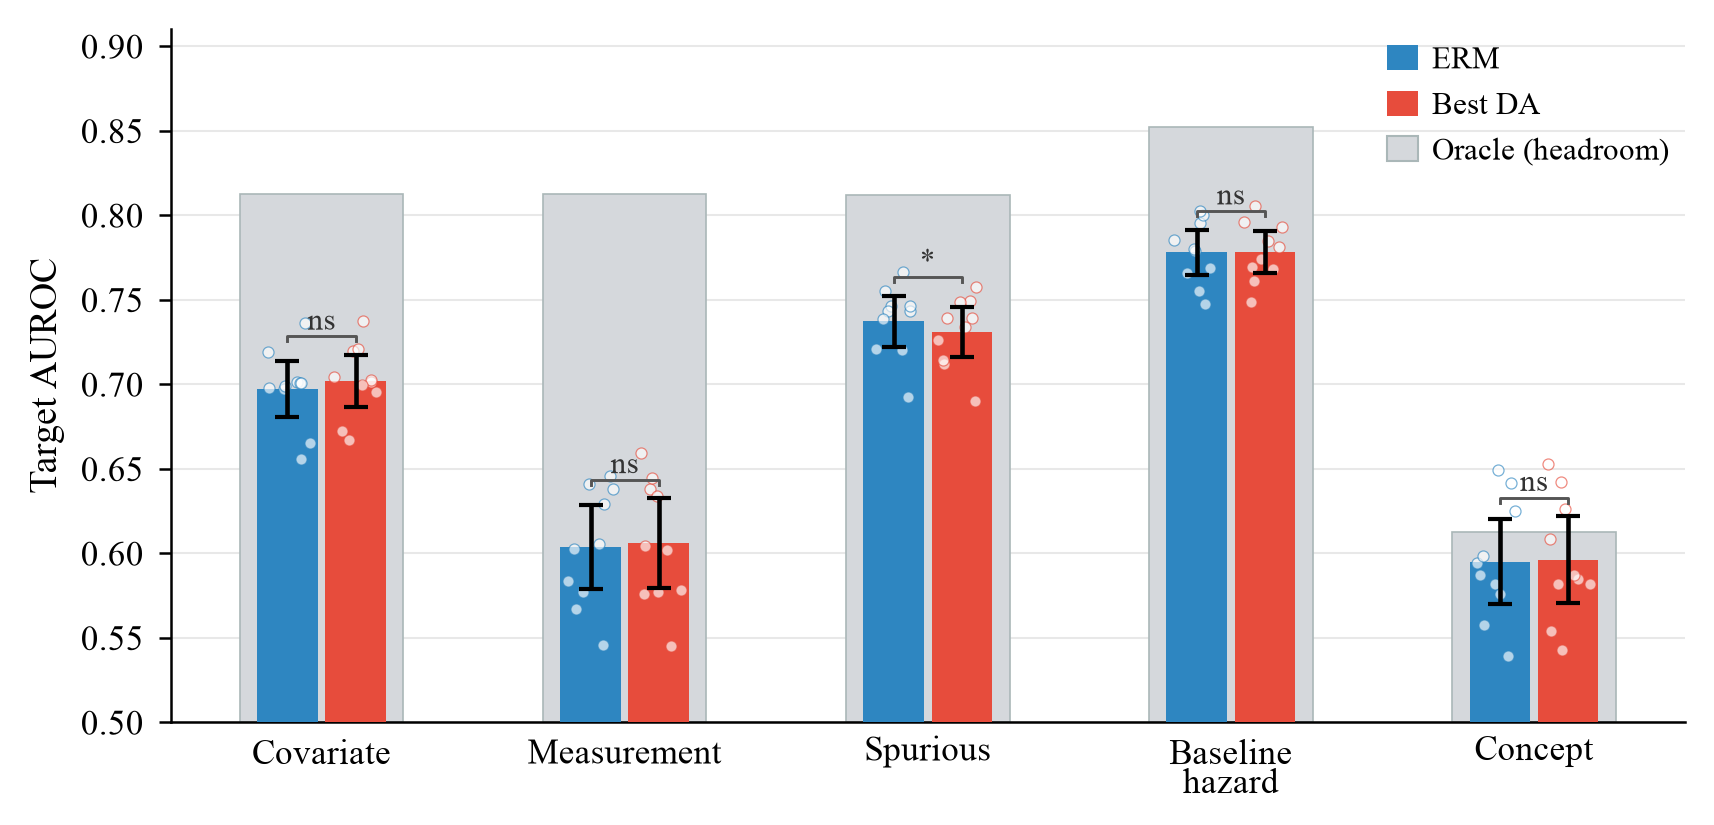 Target AUROC
0.90
0.85
0.80
0.75
0.70
0.65
0.60
0.55
0.50
ERM
Best DA
Oracle (headroom)
ns
ns
*
ns
ns
Covariate
Measurement
Spurious
Baseline
hazard
Concept